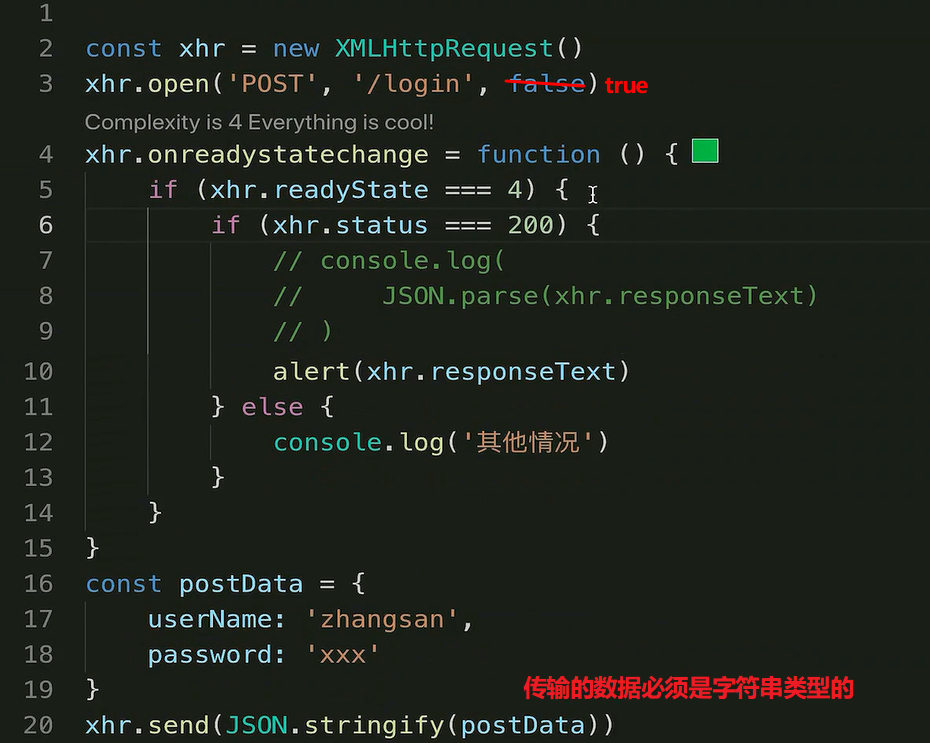 1
2 const xhr = new XMLHttpRequest()
3 xhr.open('POST', '/login', false) true
Complexity is 4 Everything is cool!
4 xhr.onreadystatechange = function () {
5 if (xhr.readyState === 4) {
6 if (xhr.status === 200) {
7 // console.log(
8 // JSON.parse(xhr.responseText)
9 // )
10 alert(xhr.responseText)
11 } else {
12 console.log('其他情况')
13 }
14 }
15 }
16 const postData = {
17 userName: 'zhangsan',
18 password: 'xxx'
19 }
传输的数据必须是字符串类型的
20 xhr.send(JSON.stringify(postData))